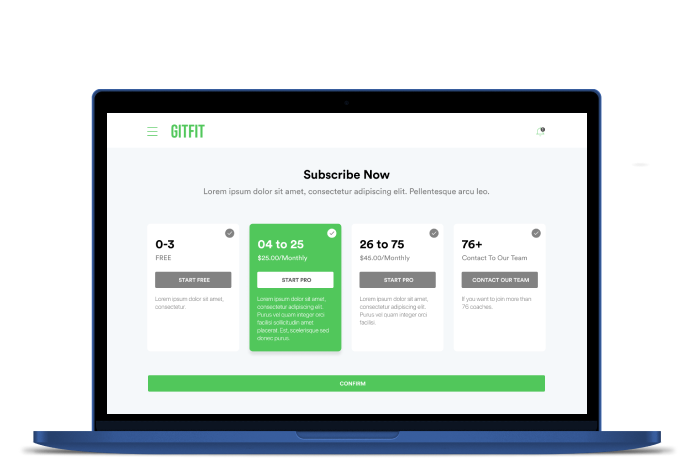 GITFIT
Subscribe Now
Lorem ipsum dolor sit amet, consectetur adipiscing elit. Pellentesque arcu leo.
0-3
FREE
START FREE
Lorem ipsum dolor sit amet,
consectetur.
04 to 25
$25.00/Monthly
START PRO
Lorem ipsum dolor sit amet,
consectetur adipiscing elit.
Purus vel quam integer orci
facilisi sollicitudin amet
placerat. Est, scelerisque sed
donec purus.
26 to 75
$45.00/Monthly
START PRO
Lorem ipsum dolor sit amet,
consectetur adipiscing elit.
Purus vel quam integer orci
facilisi.
76+
Contact To Our Team
CONTACT OUR TEAM
If you want to join more than
76 coaches.
CONFIRM